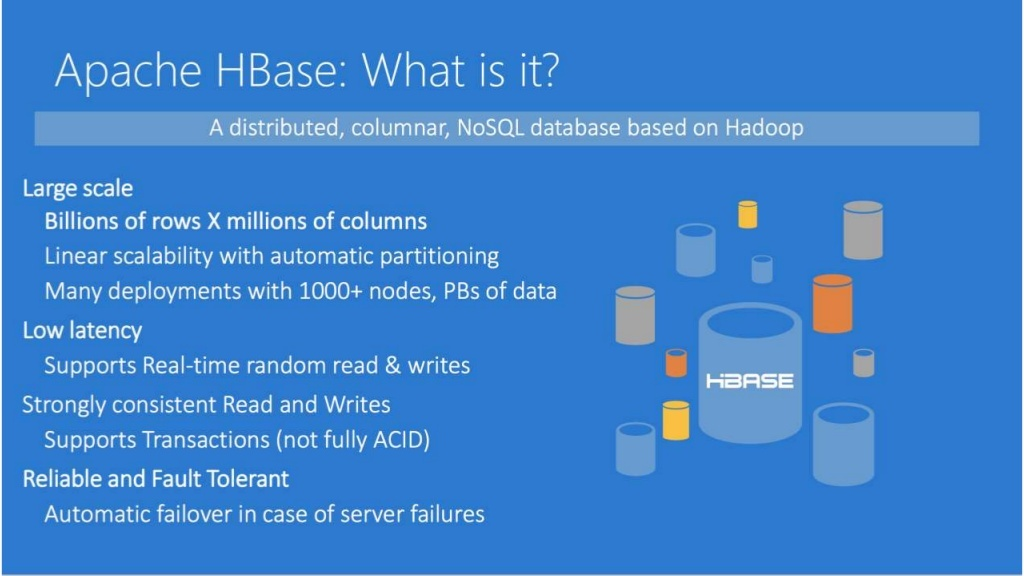 Apache HBase: What is it?
A distributed, columnar, NoSQL database based on Hadoop
Large scale
Billions of rows X millions of columns
Linear scalability with automatic partitioning
Many deployments with 1000+ nodes, PBs of data
Low latency
Supports Real-time random read & writes
Strongly consistent Read and Writes
Supports Transactions (not fully ACID)
Reliable and Fault Tolerant
Automatic failover in case of server failures
HBASE